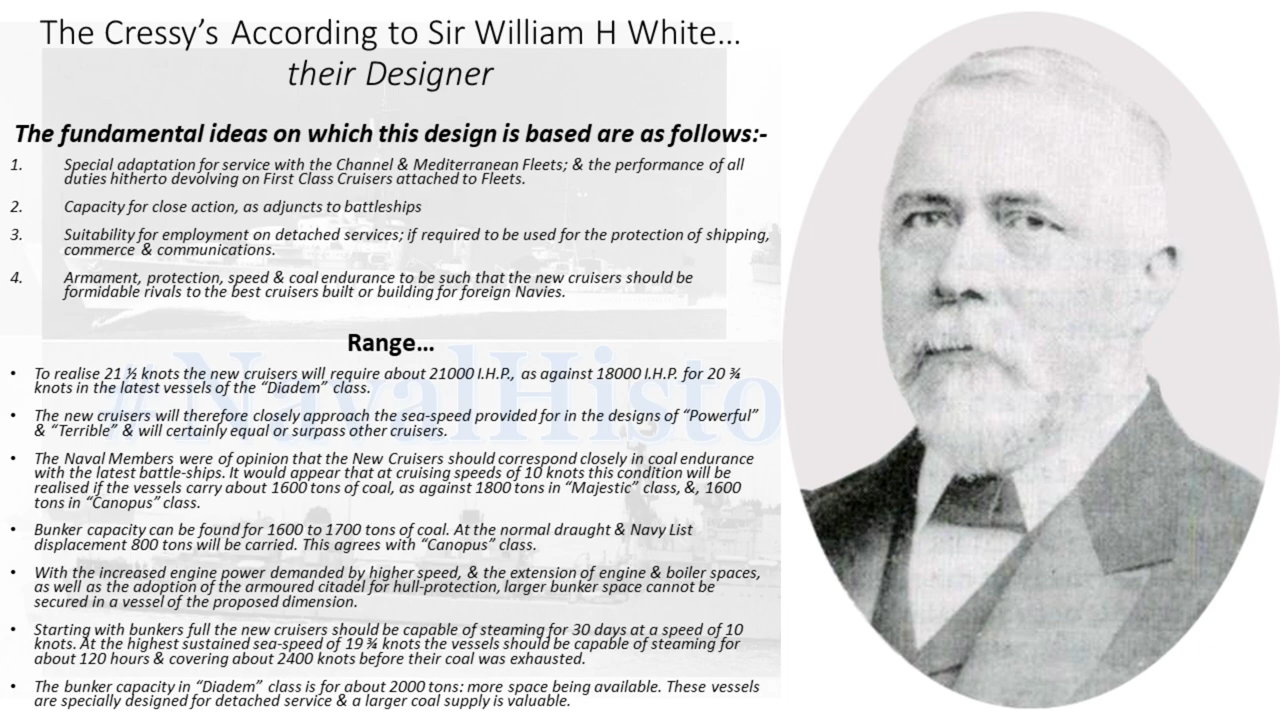 The Cressy's According to Sir William H White...
their Designer
The fundamental ideas on which this design is based are as follows:-
1. Special adaptation for service with the Channel & Mediterranean Fleets; & the performance of all
duties hitherto devolving on First Class Cruisers attached to Fleets.
2. Capacity for close action, as adjuncts to battleships
3. Suitability for employment on detached services; if required to be used for the protection of shipping,
commerce & communications.
4. Armament, protection, speed & coal endurance to be such that the new cruisers should be
formidable rivals to the best cruisers built or building for foreign Navies.
Range...
• To realise 21 ½ knots the new cruisers will require about 21000 I.H.P., as against 18000 I.H.P. for 20 ¾
knots in the latest vessels of the "Diadem" class.
• The new cruisers will therefore closely approach the sea-speed provided for in the designs of "Powerful"
& "Terrible" & will certainly equal or surpass other cruisers.
• The Naval Members were of opinion that the New Cruisers should correspond closely in coal endurance
with the latest battle-ships. It would appear that at cruising speeds of 10 knots this condition will be
realised if the vessels carry about 1600 tons of coal, as against 1800 tons in "Majestic" class, &, 1600
tons in "Canopus" class.
• Bunker capacity can be found for 1600 to 1700 tons of coal. At the normal draught & Navy List
displacement 800 tons will be carried. This agrees with "Canopus" class.
• With the increased engine power demanded by higher speed, & the extension of engine & boiler spaces,
as well as the adoption of the armoured citadel for hull-protection, larger bunker space cannot be
secured in a vessel of the proposed dimension.
• Starting with bunkers full the new cruisers should be capable of steaming for 30 days at a speed of 10
knots. At the highest sustained sea-speed of 19 ¾ knots the vessels should be capable of steaming for
about 120 hours & covering about 2400 knots before their coal was exhausted.
• The bunker capacity in "Diadem" class is for about 2000 tons: more space being available. These vessels
are specially designed for detached service & a larger coal supply is valuable.
#NavalHisto